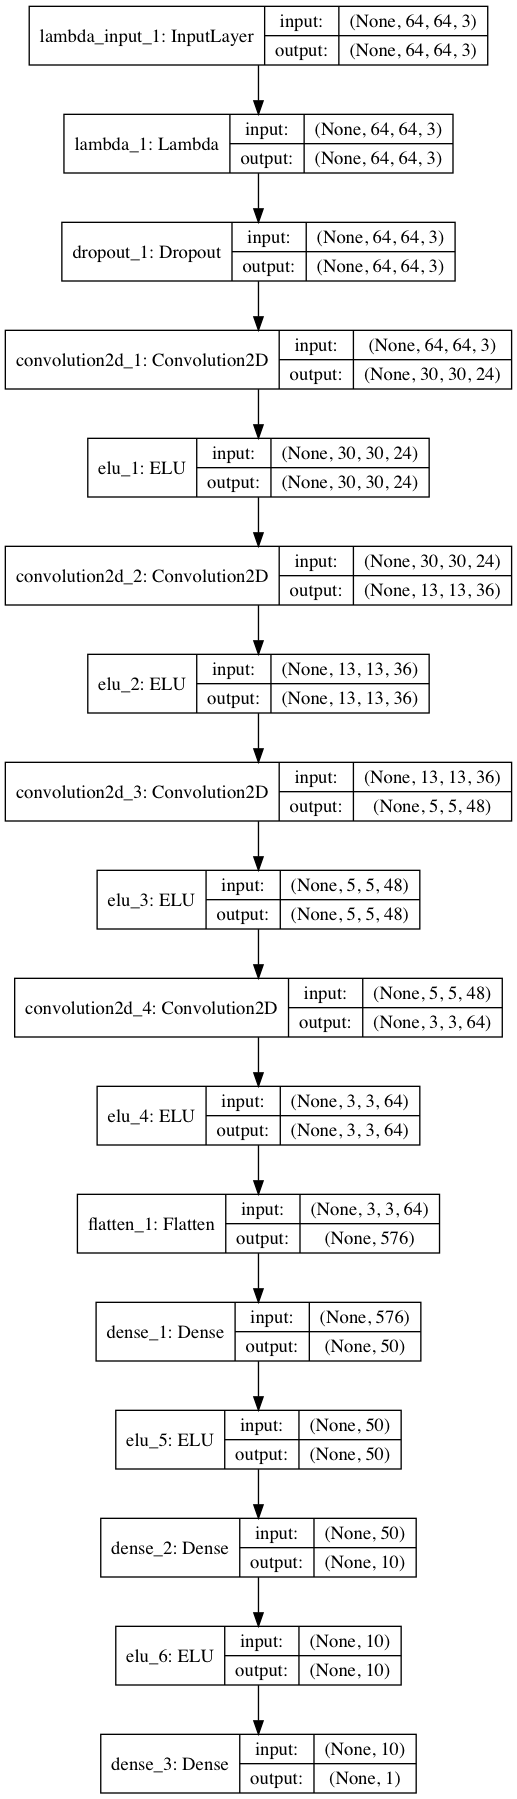 lambda_input_1: InputLayer
input: (None, 64, 64, 3)
output: (None, 64, 64, 3)
lambda_1: Lambda
input: (None, 64, 64, 3)
output: (None, 64, 64, 3)
dropout_1: Dropout
input: (None, 64, 64, 3)
output: (None, 64, 64, 3)
convolution2d_1: Convolution2D
input: (None, 64, 64, 3)
output: (None, 30, 30, 24)
elu_1: ELU
input: (None, 30, 30, 24)
output: (None, 30, 30, 24)
convolution2d_2: Convolution2D
input: (None, 30, 30, 24)
output: (None, 13, 13, 36)
elu_2: ELU
input: (None, 13, 13, 36)
output: (None, 13, 13, 36)
convolution2d_3: Convolution2D
input: (None, 13, 13, 36)
output: (None, 5, 5, 48)
elu_3: ELU
input: (None, 5, 5, 48)
output: (None, 5, 5, 48)
convolution2d_4: Convolution2D
input: (None, 5, 5, 48)
output: (None, 3, 3, 64)
elu_4: ELU
input: (None, 3, 3, 64)
output: (None, 3, 3, 64)
flatten_1: Flatten
input: (None, 3, 3, 64)
output: (None, 576)
dense_1: Dense
input: (None, 576)
output: (None, 50)
elu_5: ELU
input: (None, 50)
output: (None, 50)
dense_2: Dense
input: (None, 50)
output: (None, 10)
elu_6: ELU
input: (None, 10)
output: (None, 10)
dense_3: Dense
input: (None, 10)
output: (None, 1)